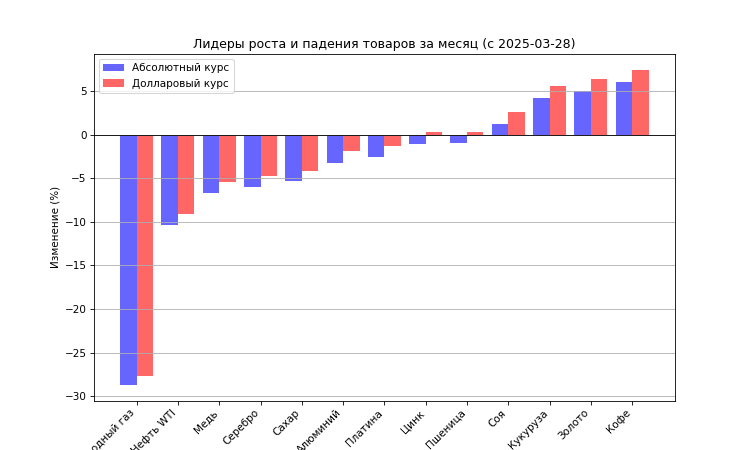 Лидеры роста и падения товаров за месяц (с 2025-03-28)
Абсолютный курс
Долларовый курс
Изменение (%)
5
0
−5
−10
−15
−20
−25
−30
газ
Нефть WTI
Медь
Серебро
Сахар
Алюминий
Платина
Цинк
Пшеница
Соя
Кукуруза
Золото
Кофе